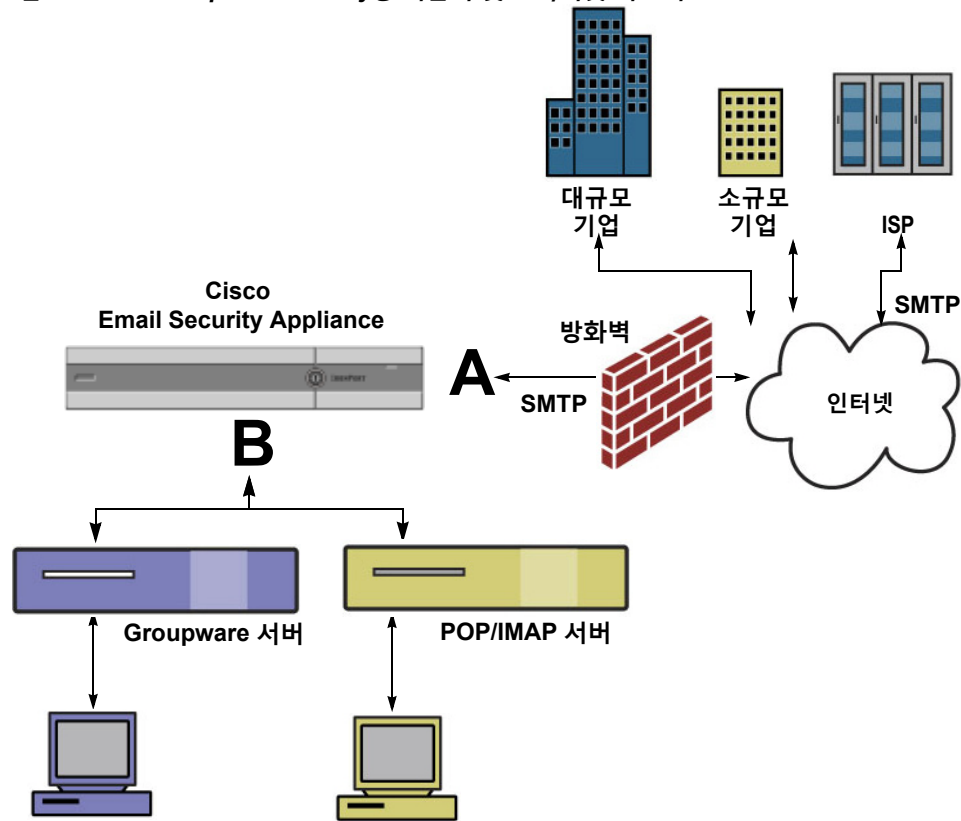 대규모
기업
소규모
기업
ISP
SMTP
Cisco
Email Security Appliance
방화벽
A
SMTP
인터넷
B
Groupware 서버
POP/IMAP 서버